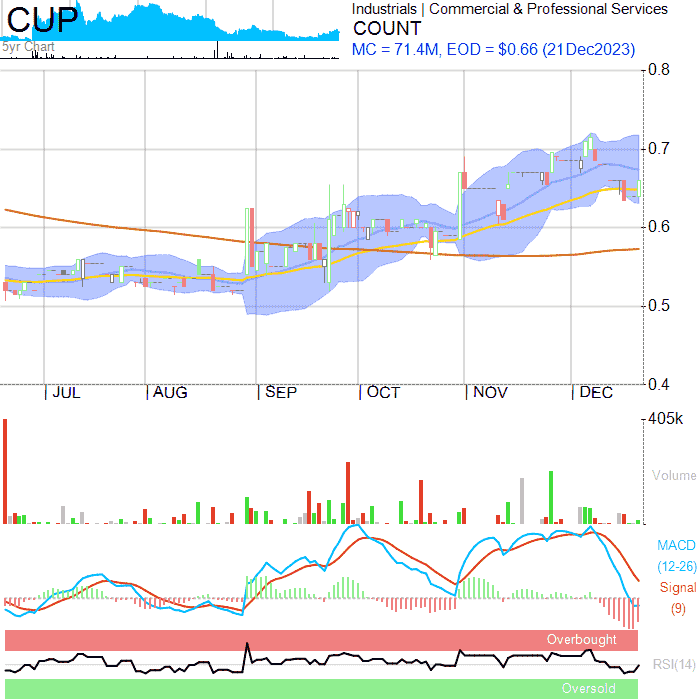 CUP
5yr Chart
Industrials | Commercial & Professional Services
COUNT
MC = 71.4M, EOD = $0.66 (21Dec2023)
0.8
0.7
0.6
0.5
0.4
JUL AUG SEP OCT NOV DEC
405k
Volume
MACD
(12-26)
Signal
(9)
Overbought
RSI(14)
Oversold